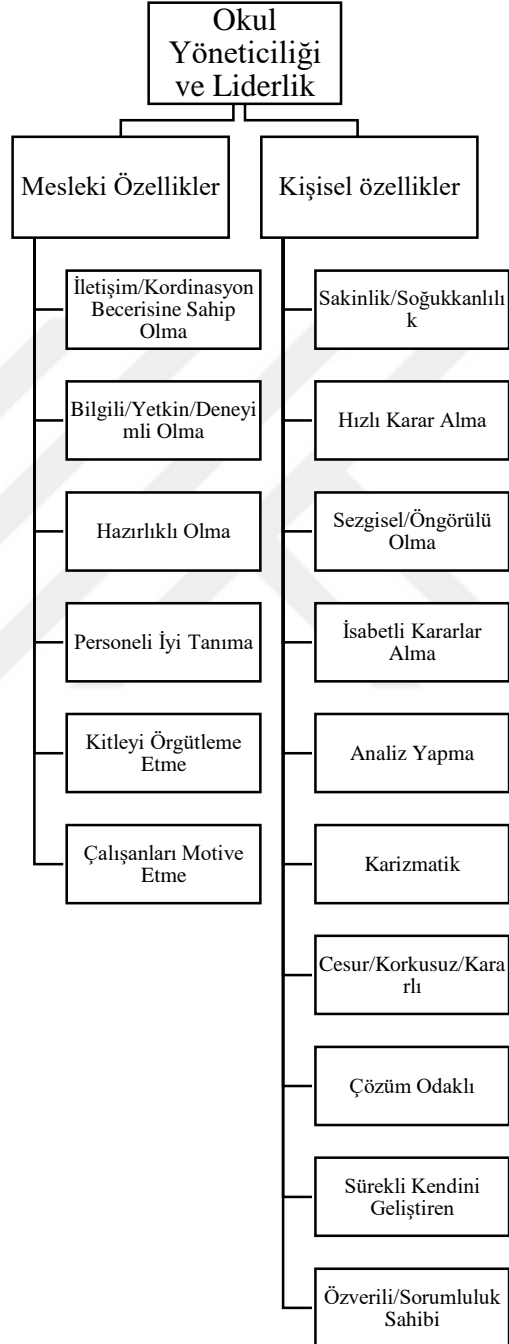 Okul
Yöneticiliği
ve Liderlik
Mesleki Özellikler
İletişim/Kordinasyon
Becerisine Sahip
Olma
Bilgili/Yetkin/Deneyi
mli Olma
Hazırlıklı Olma
Personeli İyi Tanıma
Kitleyi Örgütleme
Etme
Çalışanları Motive
Etme
Kişisel özellikler
Sakinlik/Soğukkanlılı
k
Hızlı Karar Alma
Sezgisel/Öngörülü
Olma
İsabetli Kararlar
Alma
Analiz Yapma
Karizmatik
Cesur/Korkusuz/Kara
rlı
Çözüm Odaklı
Sürekli Kendini
Geliştiren
Özverili/Sorumluluk
Sahibi